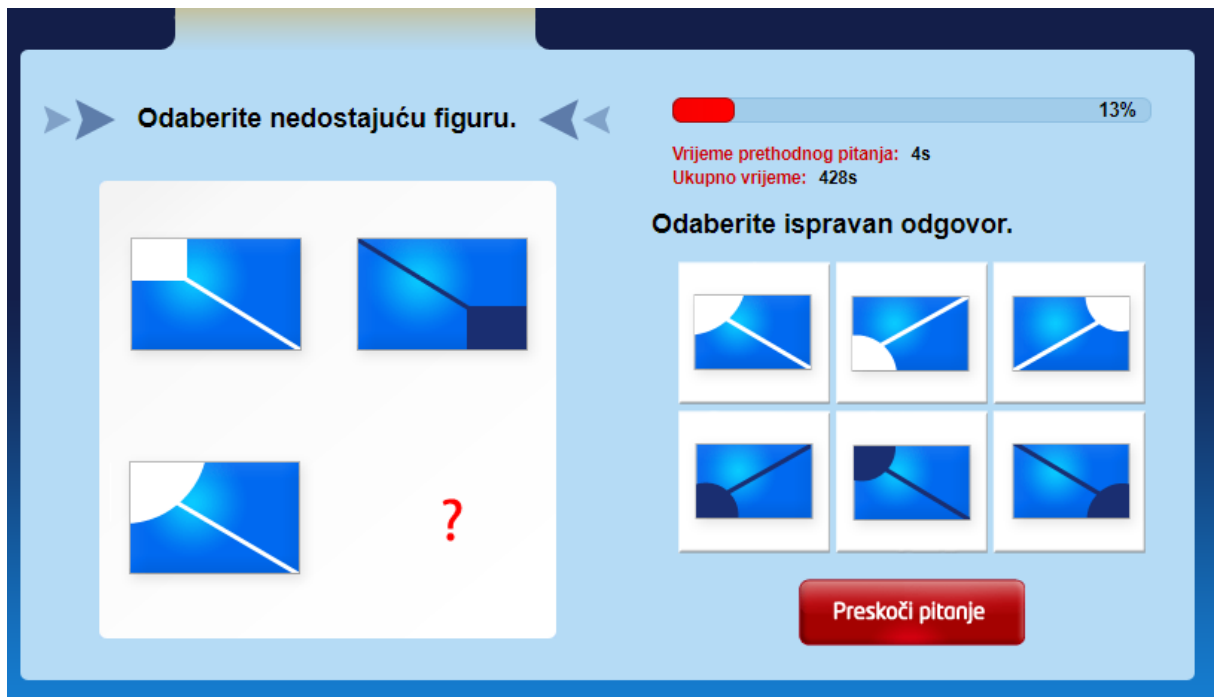 Odaberite nedostajuću figuru.
13%
Vrijeme prethodnog pitanja: 4s
Ukupno vrijeme: 428s
Odaberite ispravan odgovor.
?
Preskoči pitanje